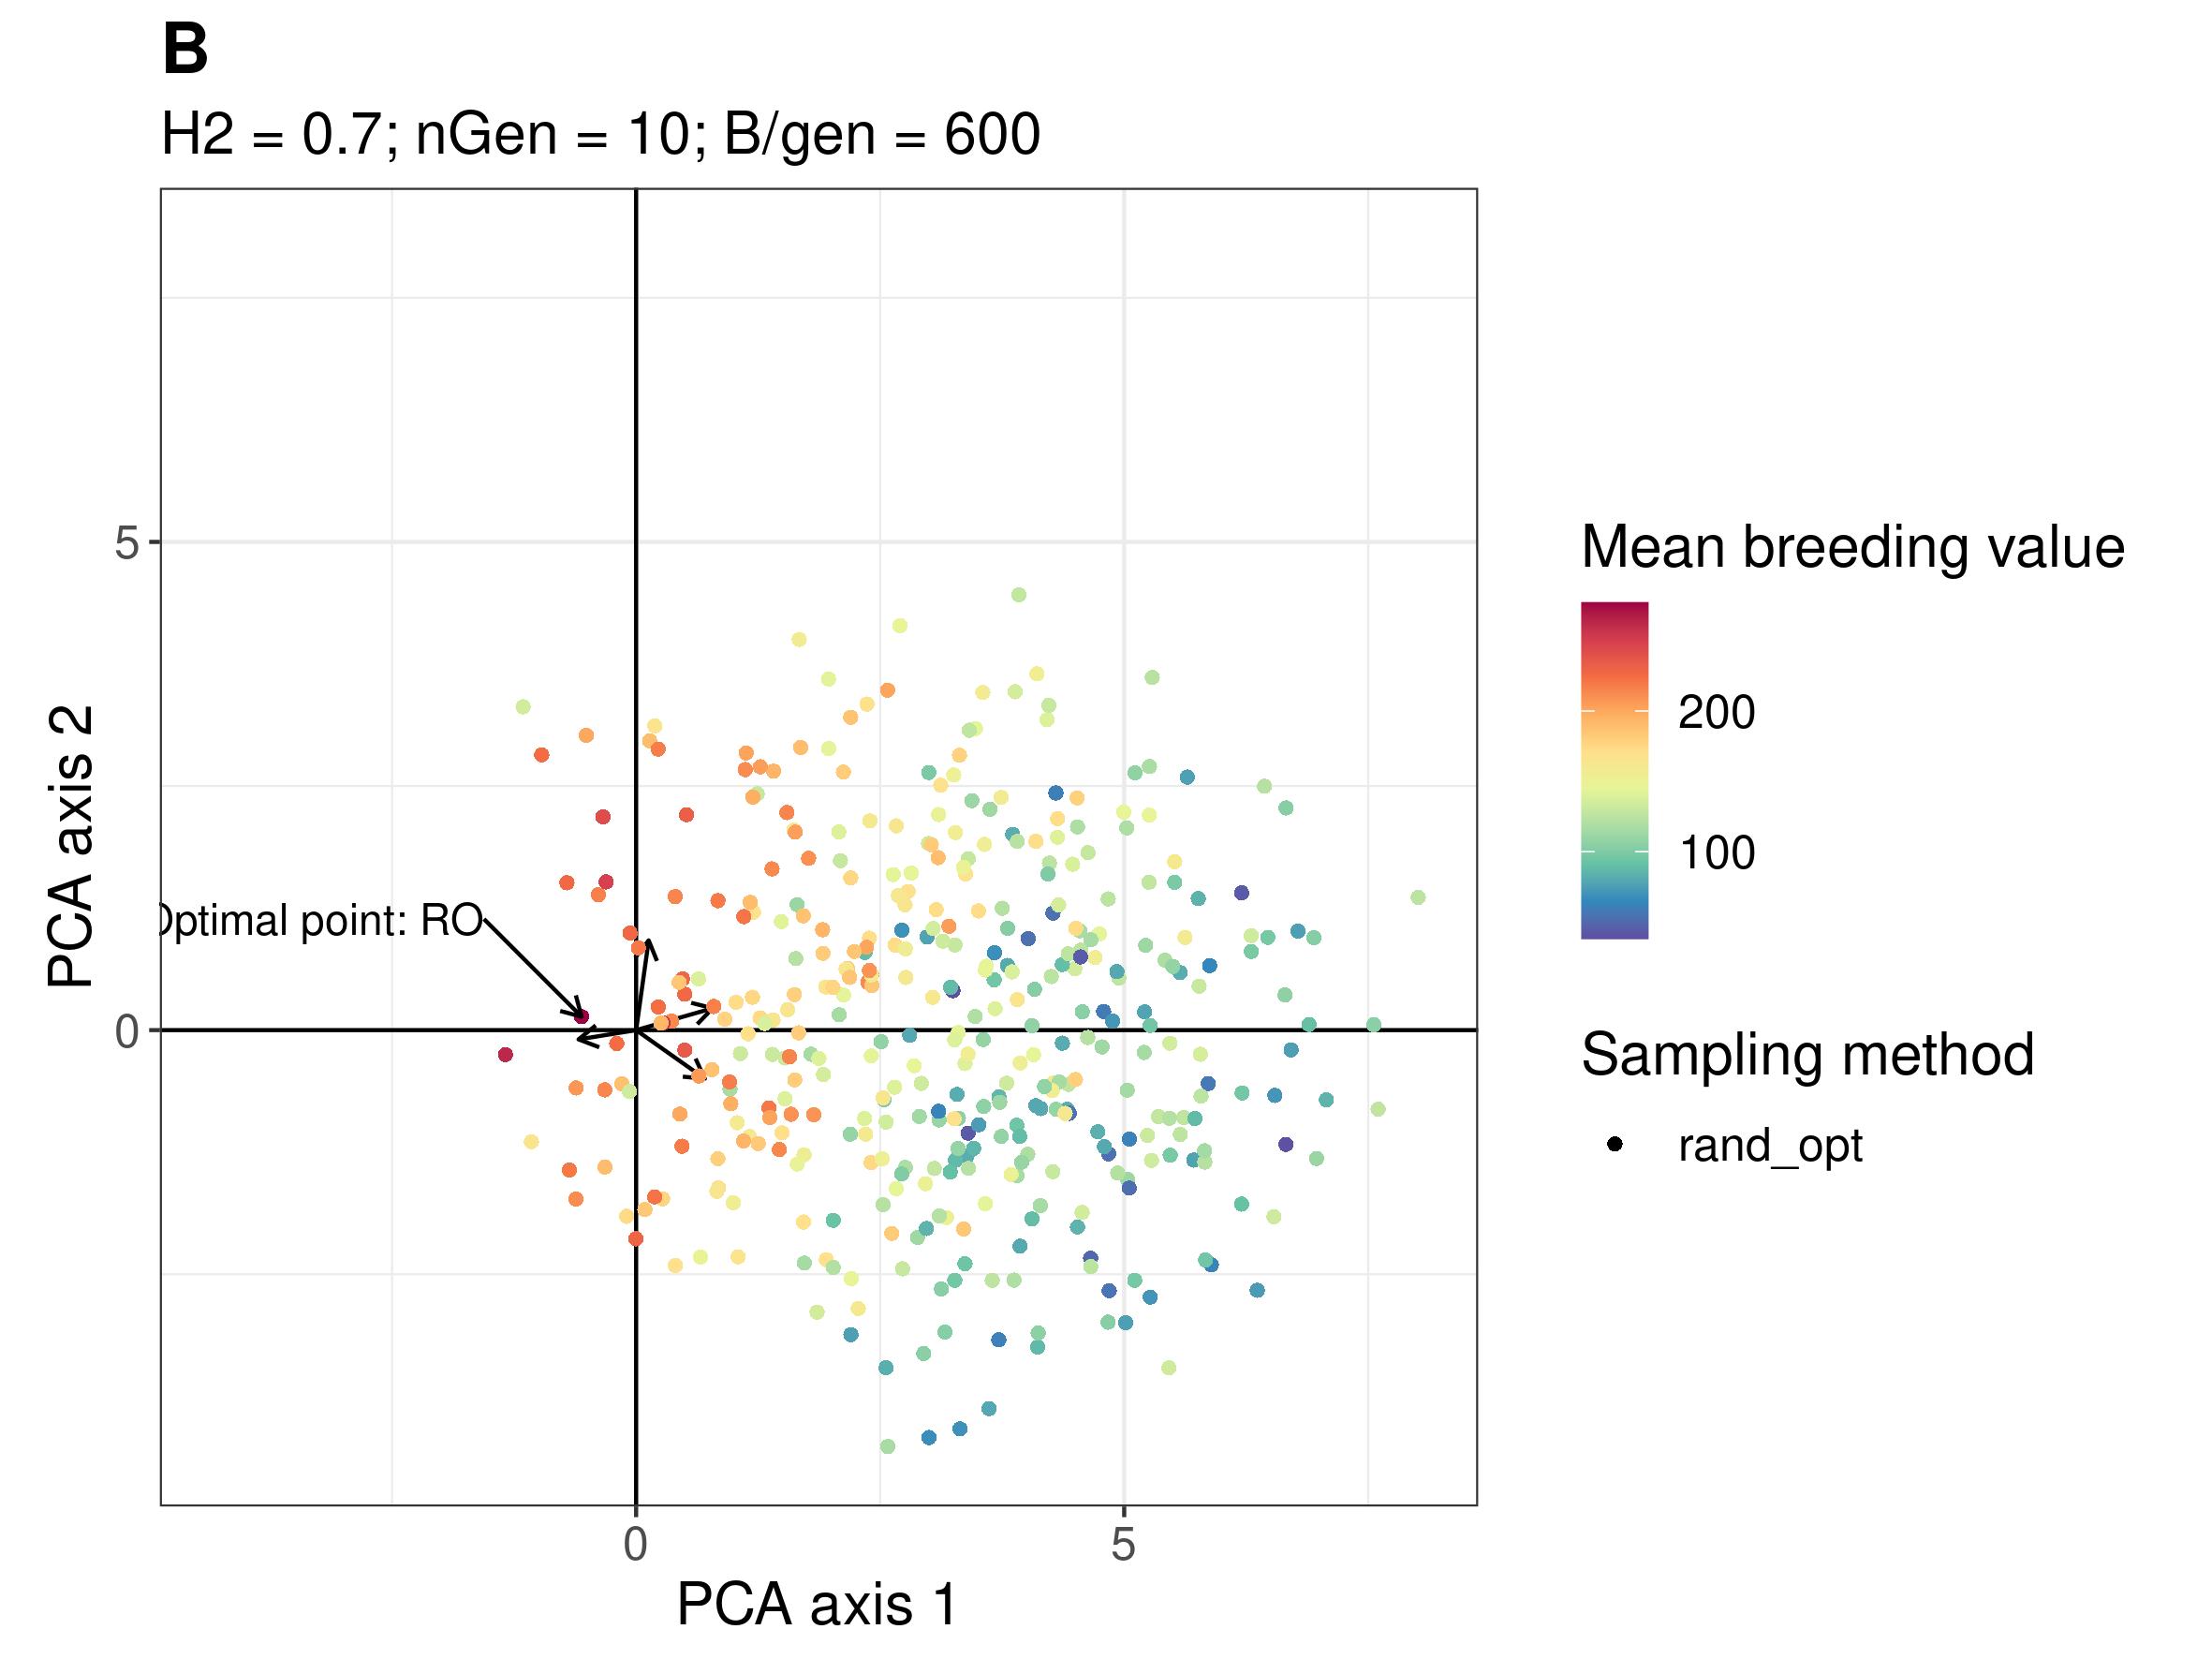 B
H2 = 0.7; nGen = 10; B/gen = 600
PCA axis 2
5
0
Optimal point: RO
0
5
PCA axis 1
Mean breeding value
200
100
Sampling method
rand_opt